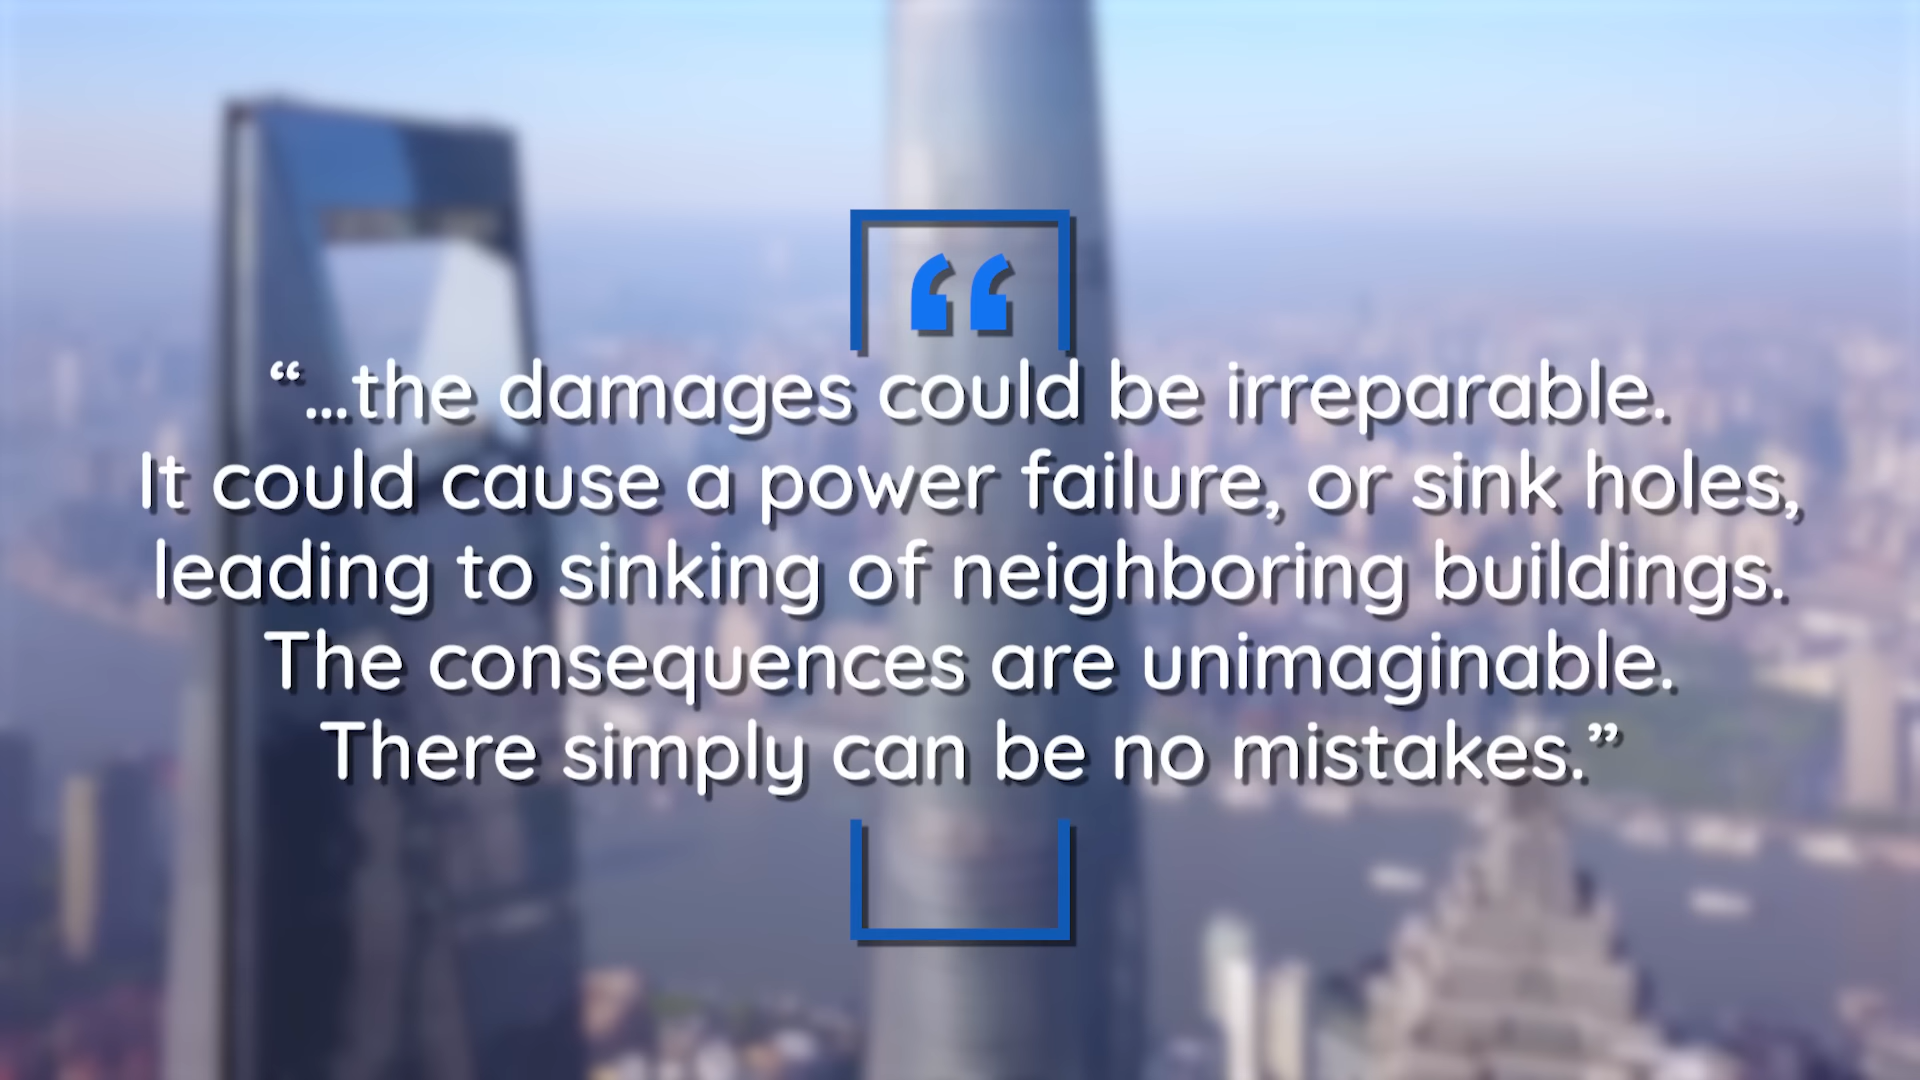 “...the damages could be irreparable.
It could cause a power failure, or sink holes,
leading to sinking of neighboring buildings.
The consequences are unimaginable.
There simply can be no mistakes.”